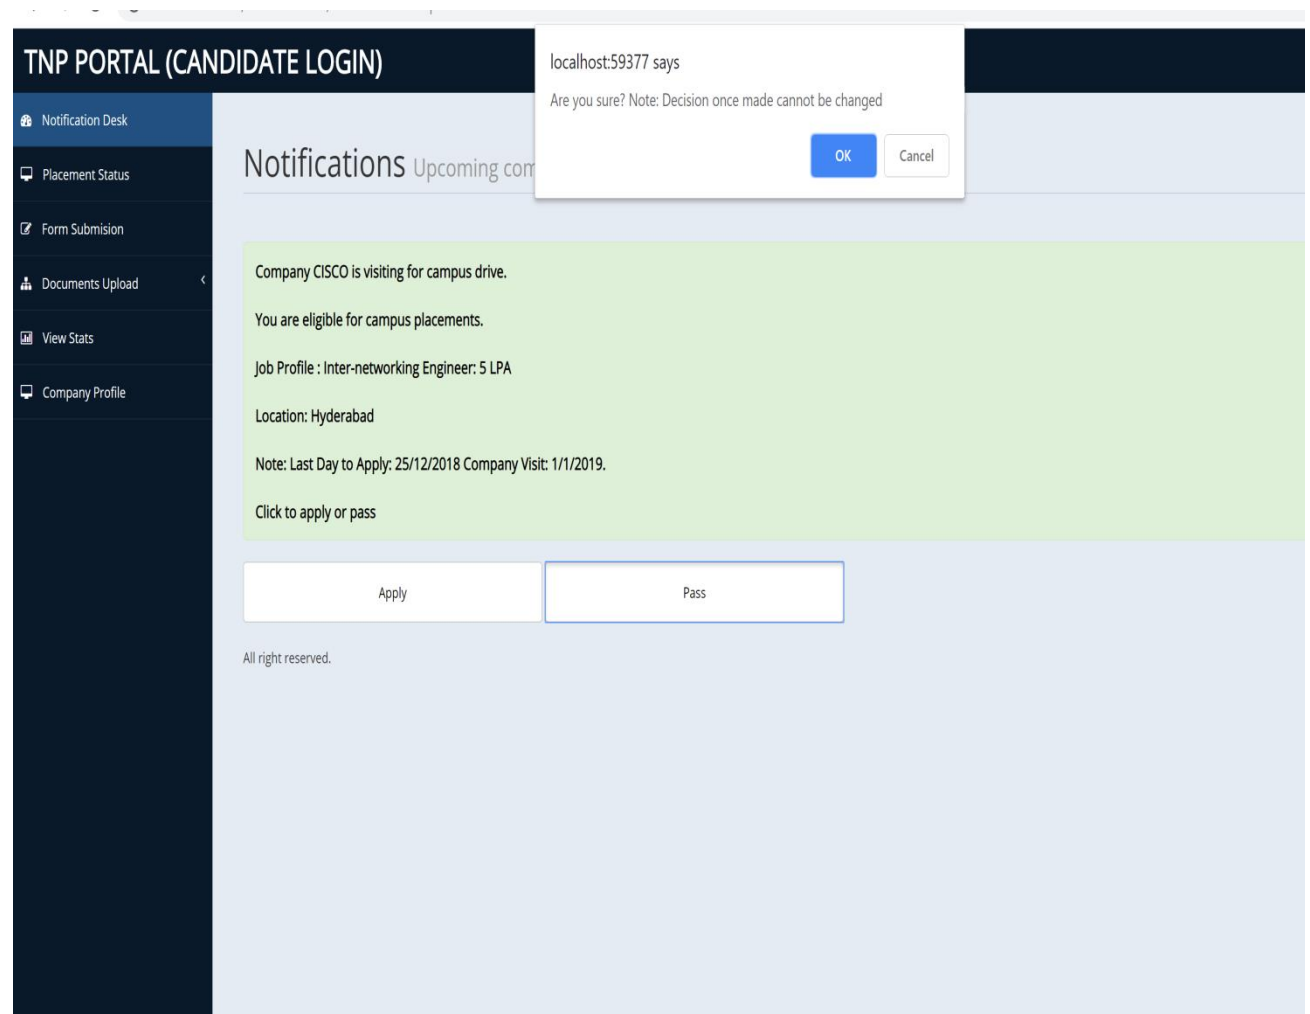 TNP PORTAL (CANDIDATE LOGIN)
localhost:59377 says
Are you sure? Note: Decision once made cannot be changed
OK
Cancel
Notification Desk
Placement Status
Form Submision
Documents Upload
View Stats
Company Profile
Notifications Upcoming
Company CISCO is visiting for campus drive.
You are eligible for campus placements.
Job Profile : Inter-networking Engineer: 5 LPA
Location: Hyderabad
Note: Last Day to Apply: 25/12/2018 Company Visit: 1/1/2019.
Click to apply or pass
Apply
Pass
All right reserved.